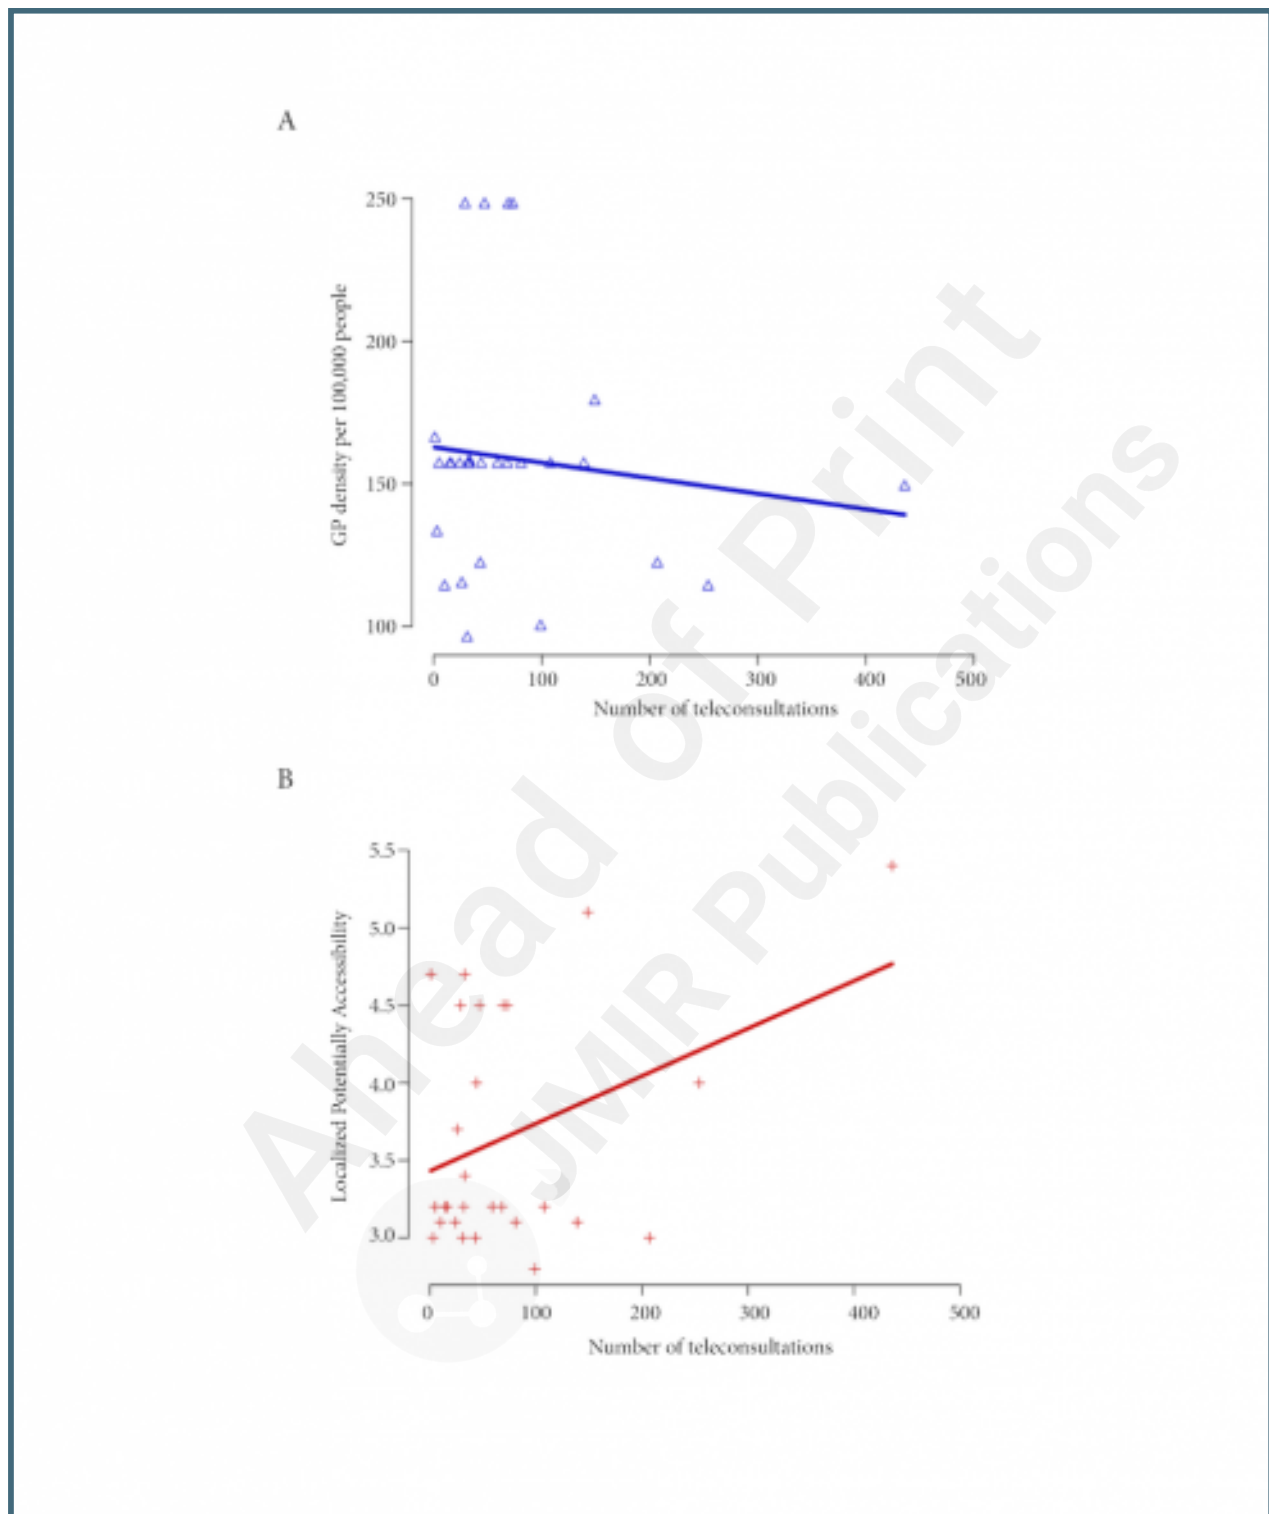 A
250
200
150
100
GP density per 100,000 people
0 100 200 300 400 500
Number of teleconsultations
B
5.5
5.0
4.5
4.0
3.5
3.0
Localized Potentially Accessibility
0 100 200 300 400 500
Number of teleconsultations
Ahead of Print
JMIR Publications